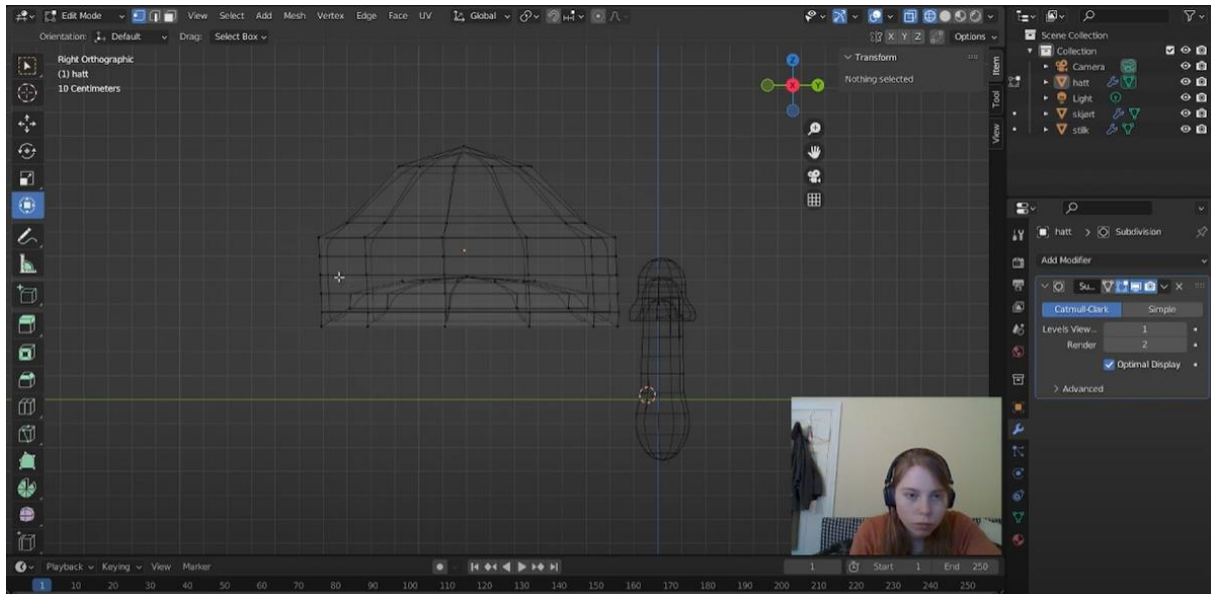 Edit Mode View Select Add Mesh Vertex Edge Face UV Global
Orientation: Default Drag: Select Box X Y Z Options
Right Orthographic
(1) hatt
10 Centimeters
Z
X
Y
Transform
Nothing selected
Item
Tool
View
Scene Collection
Collection
Camera
hatt
Light
skjørt
stilk
hatt > Subdivision
Add Modifier
Su...
Catmull-Clark Simple
Levels View... 1
Render 2
Optimal Display
> Advanced
Playback Keying View Marker 1 Start 1 End 250
1 10 20 30 40 50 60 70 80 90 100 110 120 130 140 150 160 170 180 190 200 210 220 230 240 250